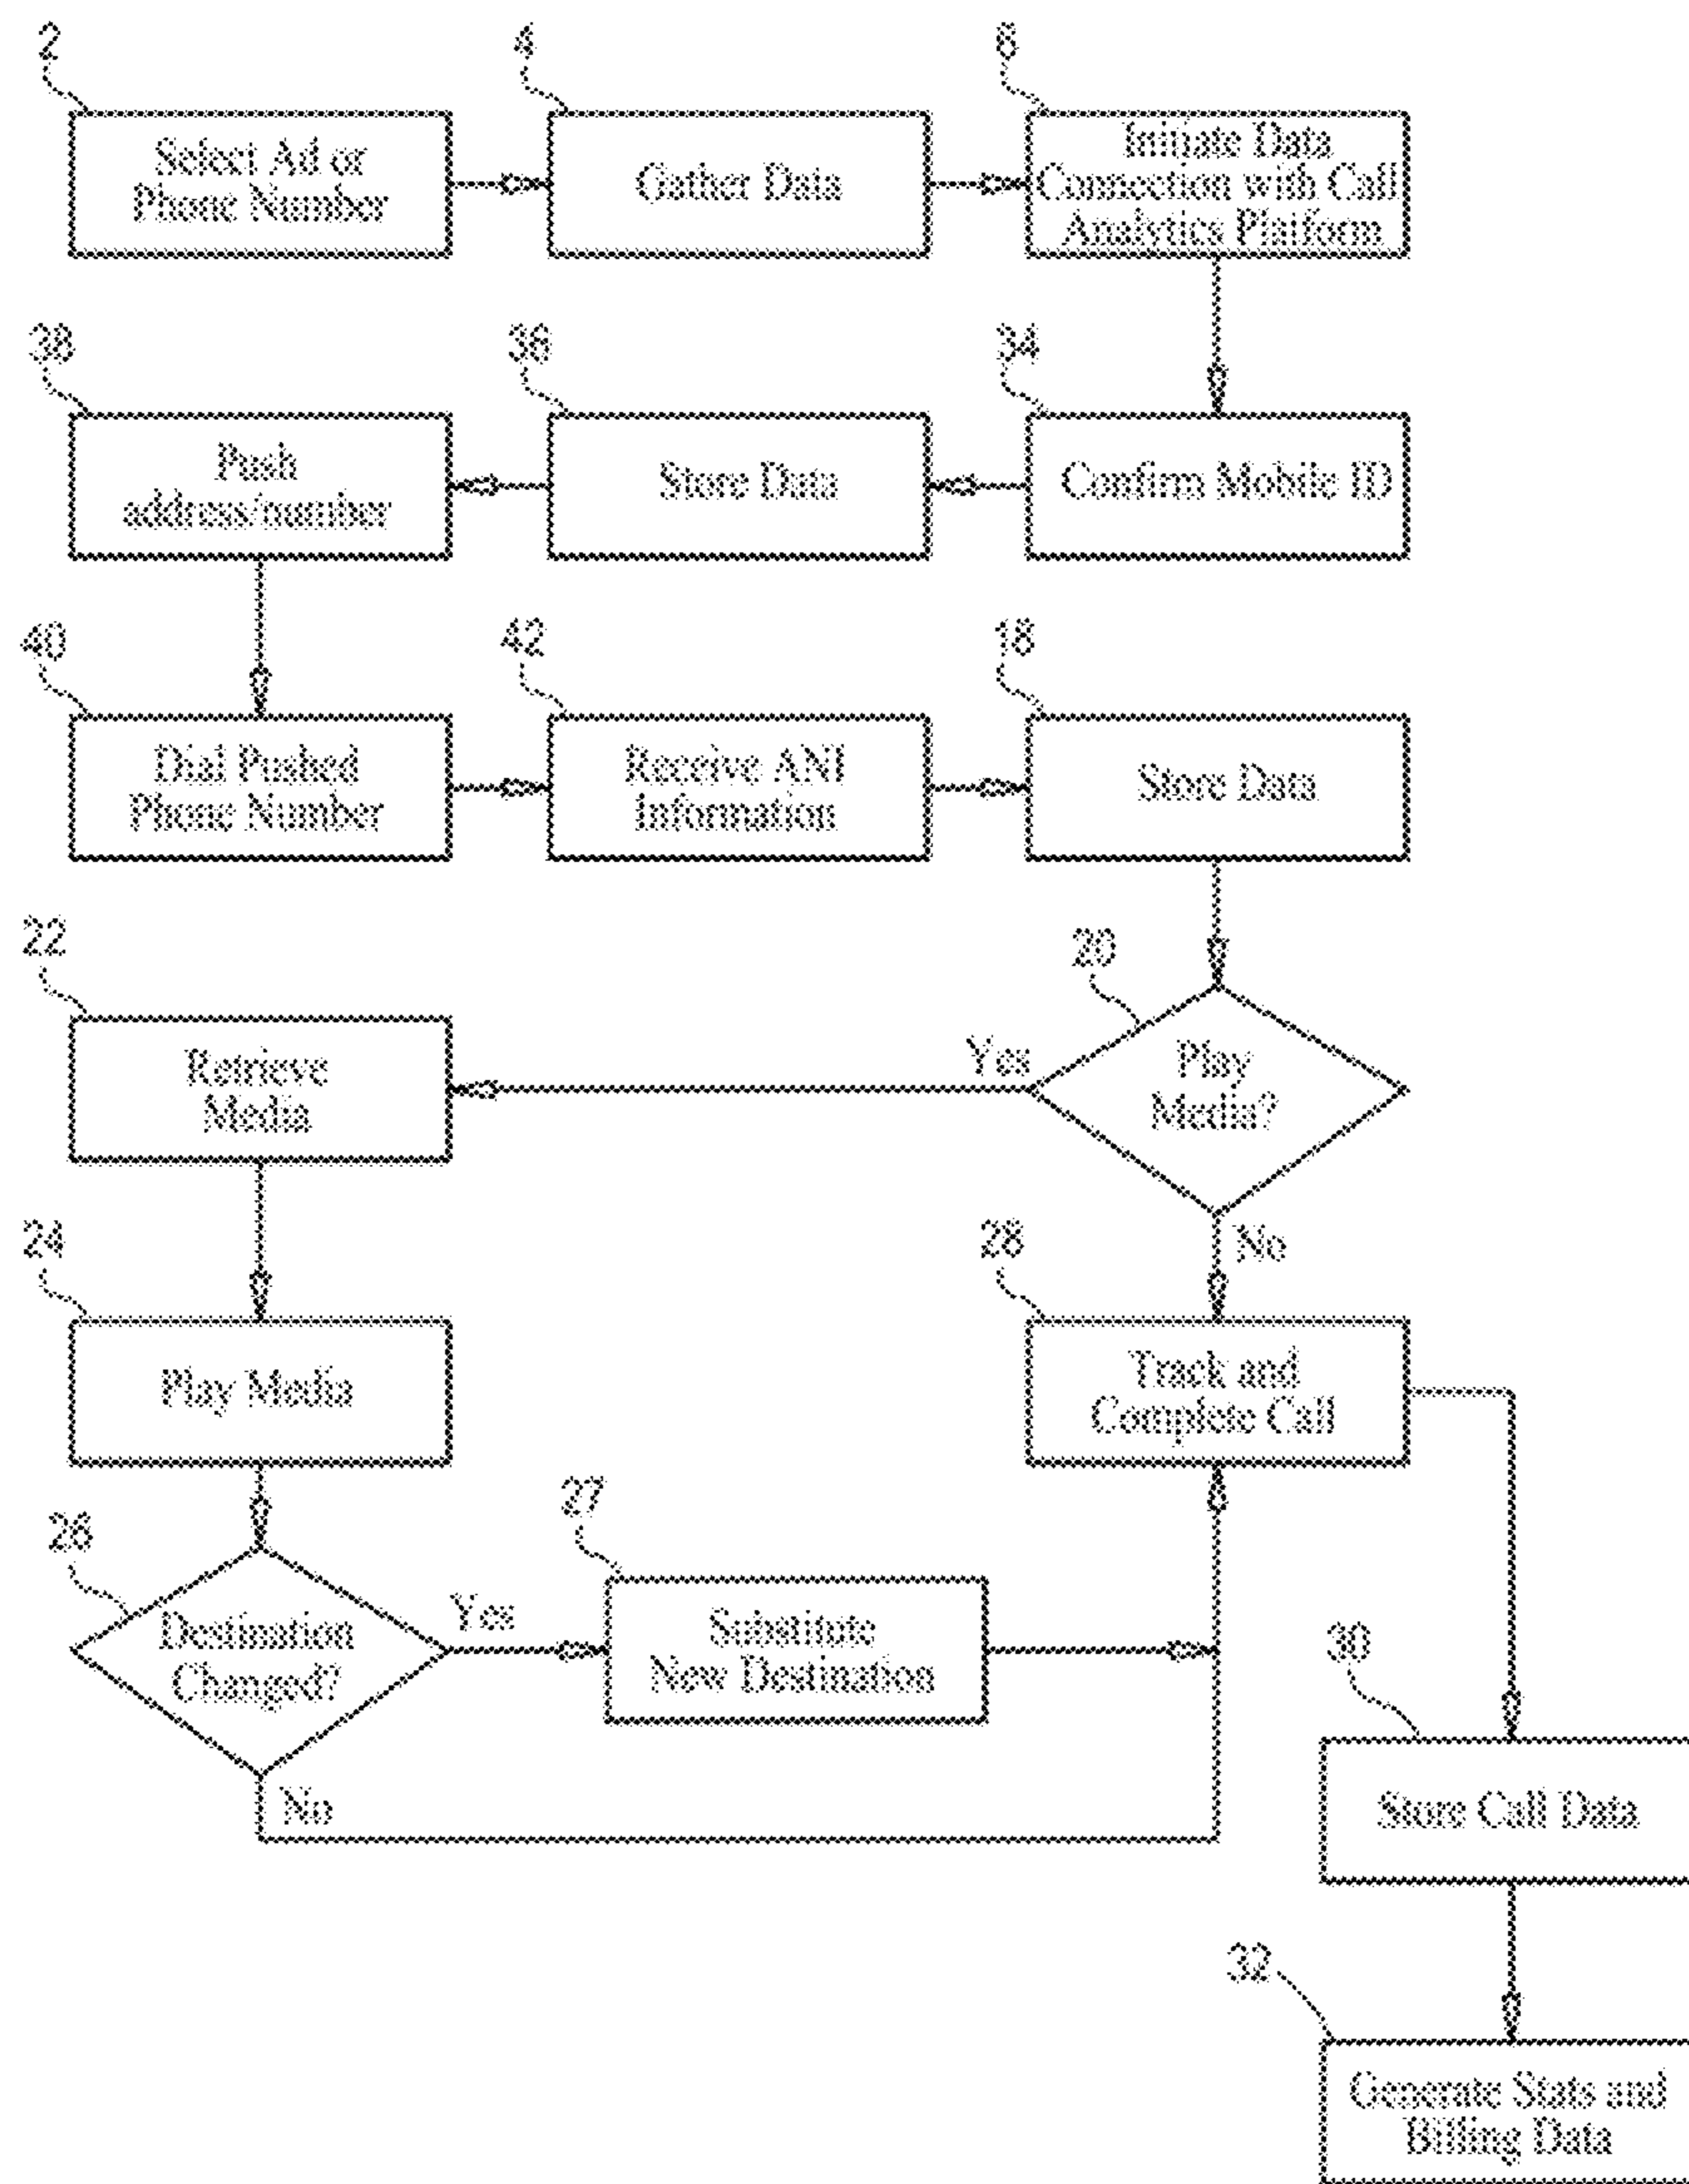 2
4
6
Select Ad or
Phone Number
Gather Data
Initiate Data
Connection with Call
Analytics Platform
38
36
34
Push
address/number
Store Data
Confirm Mobile ID
40
42
18
Dial Pushed
Phone Number
Receive ANI
Information
Store Data
22
20
Retrieve
Media
Yes
Play
Media?
24
28
No
Play Media
Track and
Complete Call
26
27
Destination
Changed?
Yes
Substitute
New Destination
30
No
Store Call Data
32
Generate Stats and
Billing Data